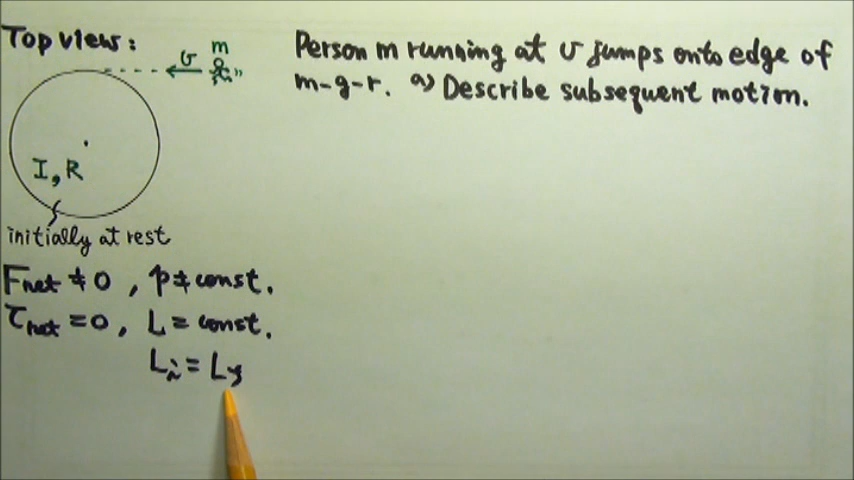 Top view:
m
v
I, R
initially at rest
Fnet ≠ 0, p ≠ const.
τnet = 0, L = const.
Li = Lf
Person m running at v jumps onto edge of
m-g-r. a) Describe subsequent motion.